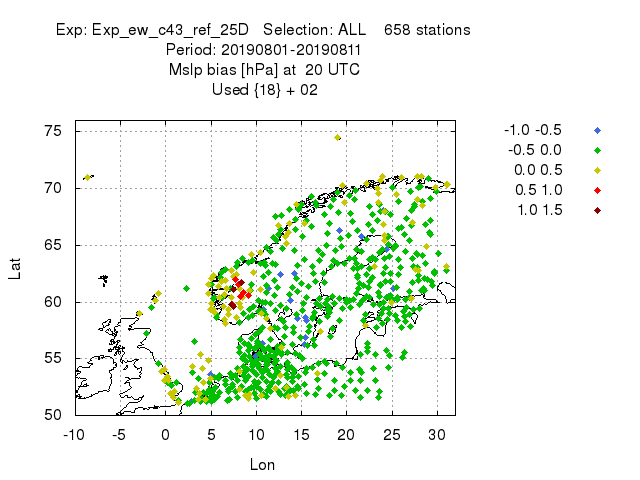 Exp: Exp_ew_c43_ref_25D   Selection: ALL    658 stations
Period: 20190801-20190811
Mslp bias [hPa] at  20 UTC
Used {18} + 02
-1.0 -0.5
-0.5 0.0
0.0 0.5
0.5 1.0
1.0 1.5
75
70
65
60
55
50
Lat
-10 -5 0 5 10 15 20 25 30
Lon